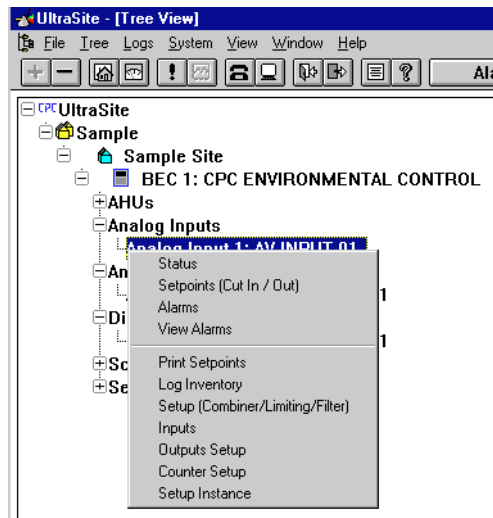 UltraSite - [Tree View]
File Tree Logs System View Window Help
Ala
CPC UltraSite
Sample
Sample Site
BEC 1: CPC ENVIRONMENTAL CONTROL
AHUs
Analog Inputs
Analog Input 1: AV INPUT 01
An
1
Di
1
Sc
Se
Status
Setpoints (Cut In / Out)
Alarms
View Alarms
Print Setpoints
Log Inventory
Setup (Combiner/Limiting/Filter)
Inputs
Outputs Setup
Counter Setup
Setup Instance